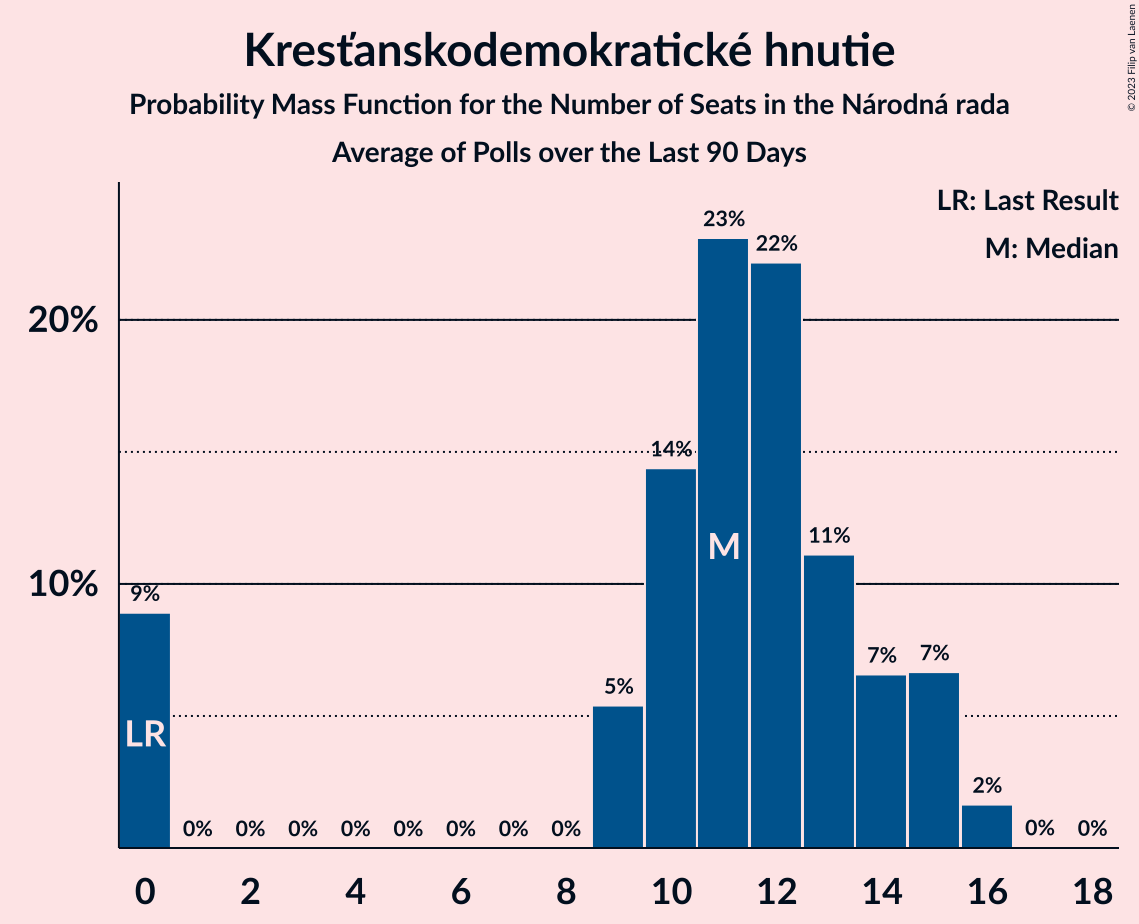 Kresťanskodemokratické hnutie
Probability Mass Function for the Number of Seats in the Národná rada
Average of Polls over the Last 90 Days
© 2023 Filip van Laenen
LR: Last Result
M: Median
20%
10%
9%
0%
0%
0%
0%
0%
0%
0%
0%
5%
14%
23%
22%
11%
7%
7%
2%
0%
0%
LR
M
0 2 4 6 8 10 12 14 16 18